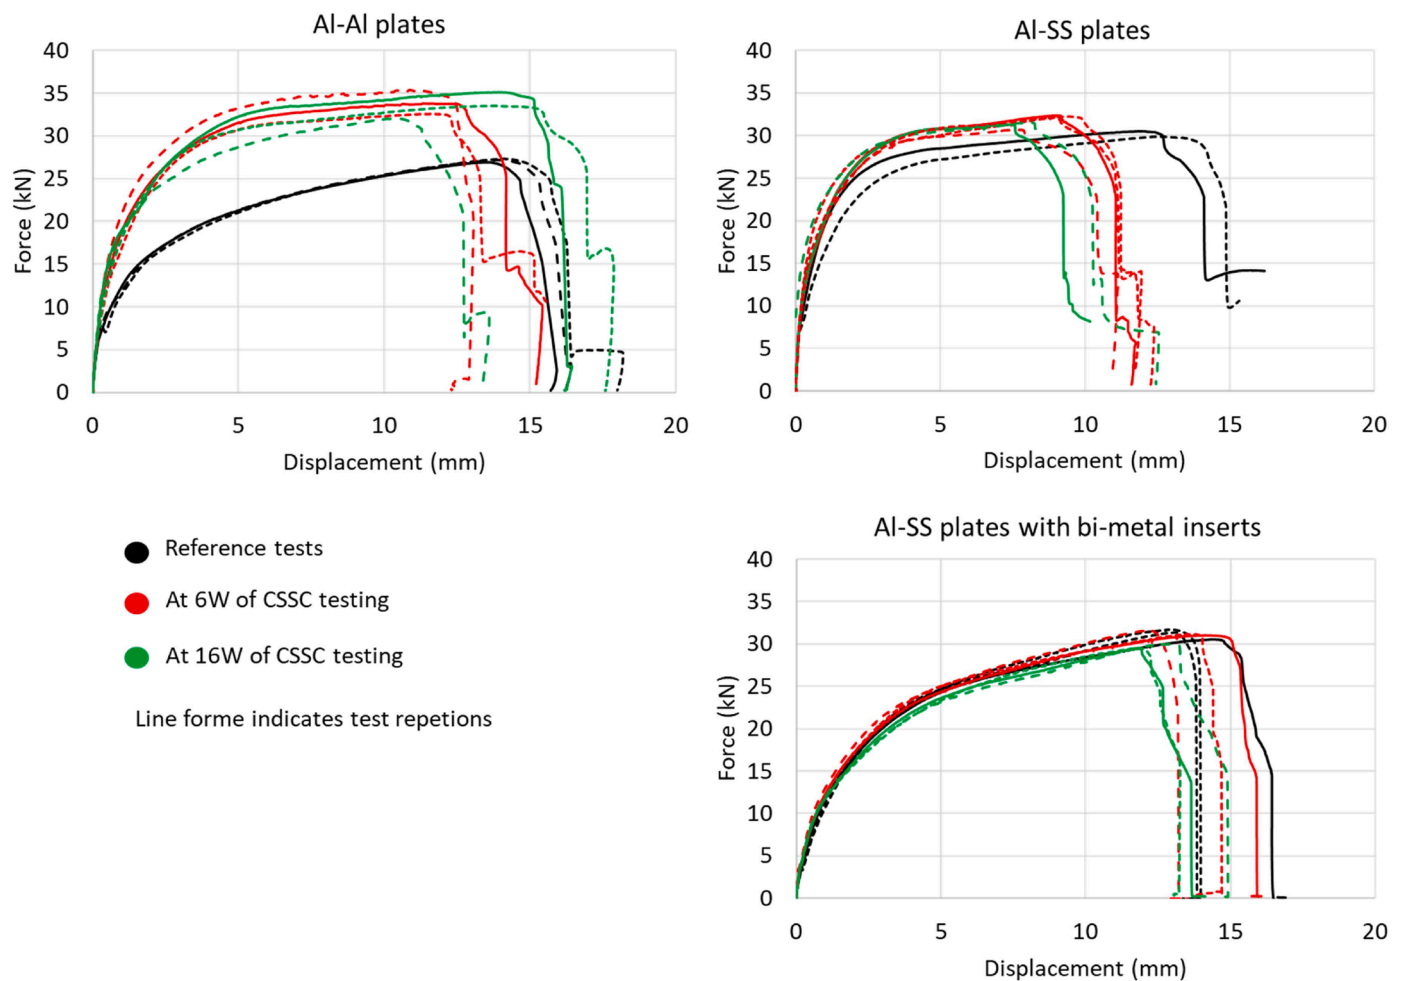 Al-Al plates
40
35
30
25
20
15
10
5
0
Force (kN)
0 5 10 15 20
Displacement (mm)
Al-SS plates
40
35
30
25
20
15
10
5
0
Force (kN)
0 5 10 15 20
Displacement (mm)
Reference tests
At 6W of CSSC testing
At 16W of CSSC testing
Line forme indicates test repetions
Al-SS plates with bi-metal inserts
40
35
30
25
20
15
10
5
0
Force (kN)
0 5 10 15 20
Displacement (mm)